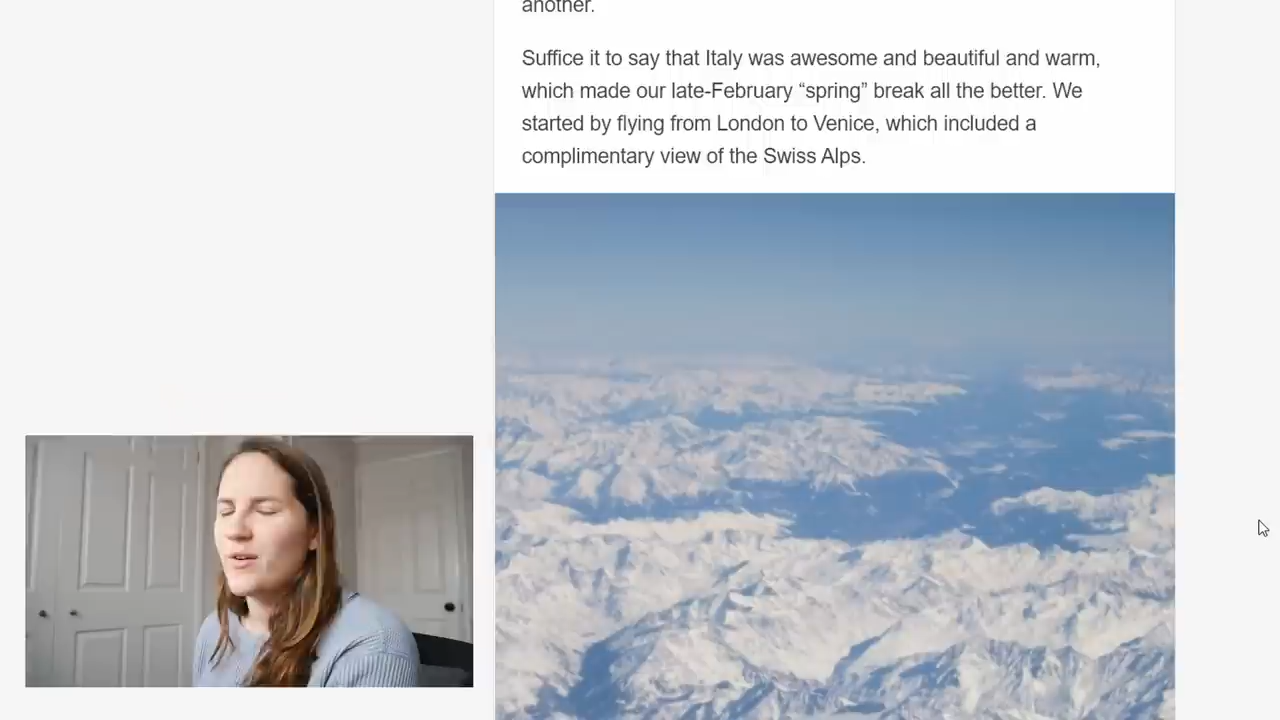 another.
Suffice it to say that Italy was awesome and beautiful and warm,
which made our late-February “spring” break all the better. We
started by flying from London to Venice, which included a
complimentary view of the Swiss Alps.